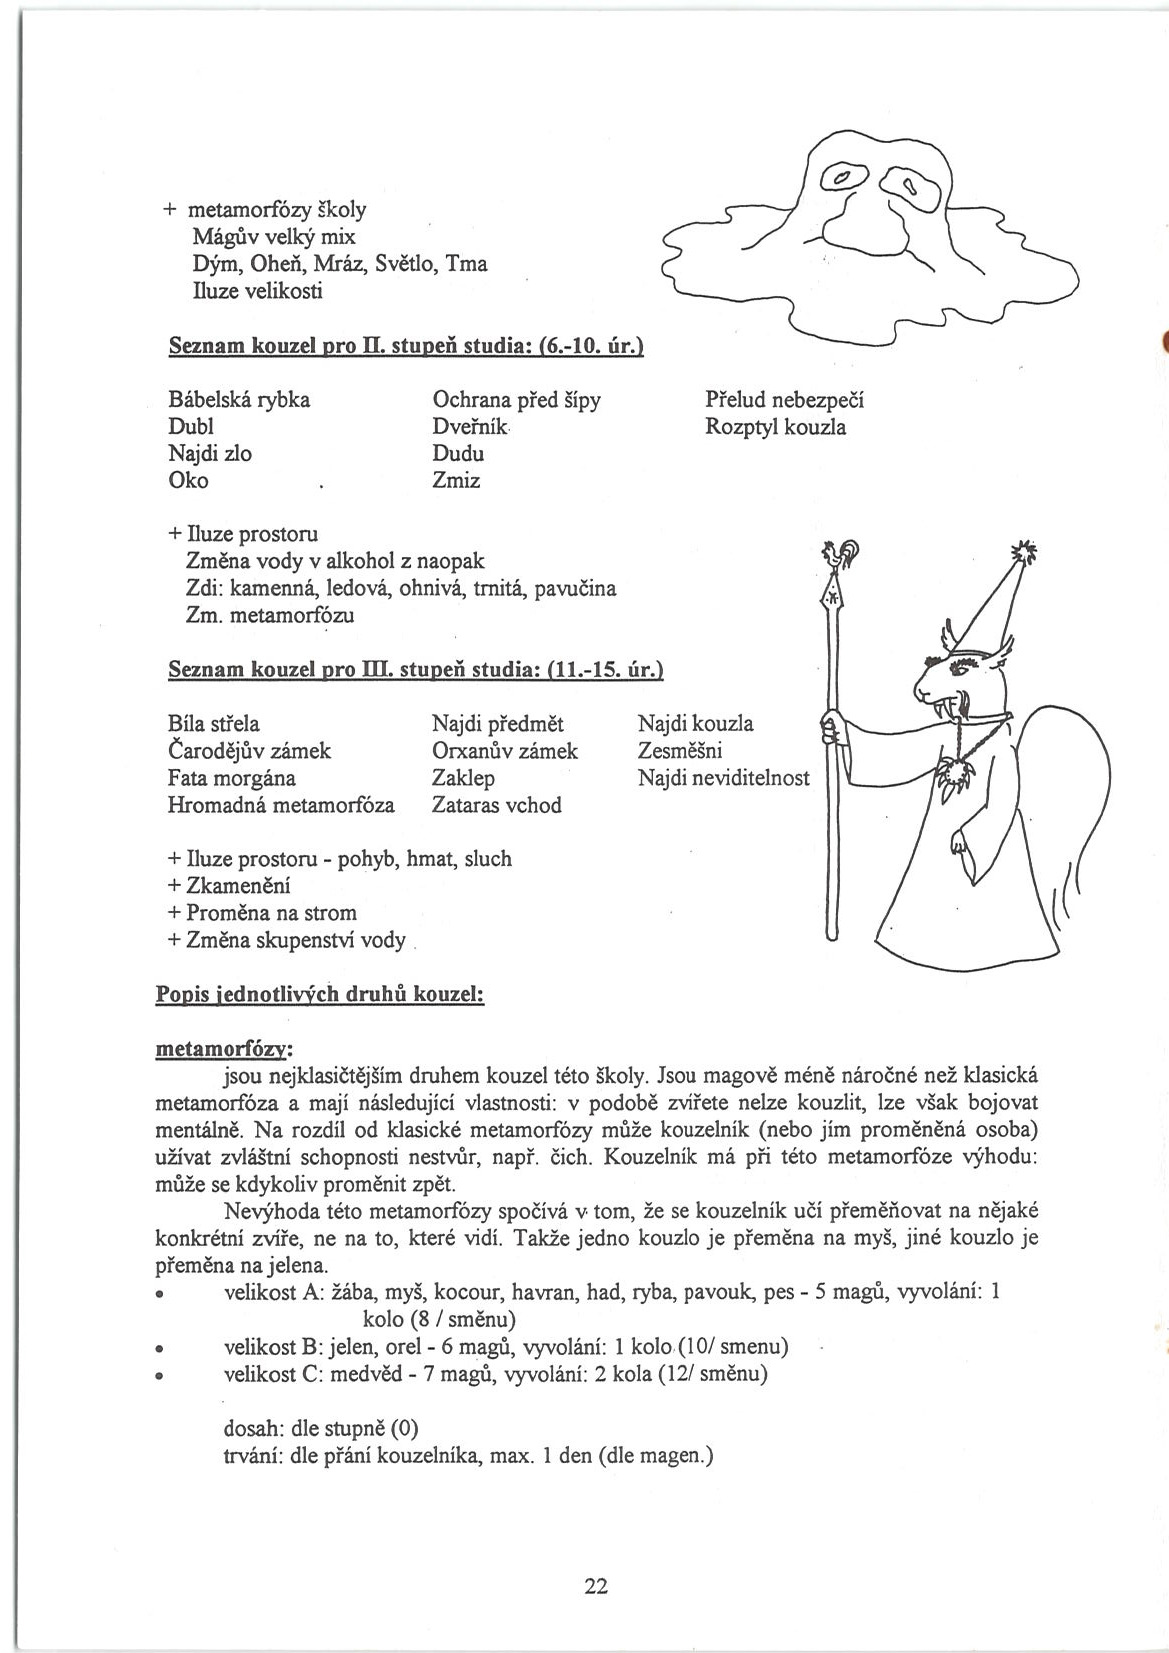 + metamorfózy školy
Mágův velký mix
Dým, Oheň, Mráz, Světlo, Tma
Iluze velikosti
Seznam kouzel pro II. stupeň studia: (6.-10. úr.)
Bábelská rybka Ochrana před šípy Přelud nebezpečí
Dubl Dveřník Rozptyl kouzla
Najdi zlo Dudu
Oko Zmiz
+ Iluze prostoru
Změna vody v alkohol z naopak
Zdi: kamenná, ledová, ohnivá, trnitá, pavučina
Zm. metamorfózu
Seznam kouzel pro III. stupeň studia: (11.-15. úr.)
Bíla střela Najdi předmět Najdi kouzla
Čarodějův zámek Orxanův zámek Zesměšni
Fata morgána Zaklep Najdi neviditelnost
Hromadná metamorfóza Zataras vchod
+ Iluze prostoru - pohyb, hmat, sluch
+ Zkamenění
+ Proměna na strom
+ Změna skupenství vody
Popis jednotlivých druhů kouzel:
metamorfózy:
jsou nejklasičtějším druhem kouzel této školy. Jsou magově méně náročné než klasická
metamorfóza a mají následující vlastnosti: v podobě zvířete nelze kouzlit, lze však bojovat
mentálně. Na rozdíl od klasické metamorfózy může kouzelník (nebo jím proměněná osoba)
užívat zvláštní schopnosti nestvůr, např. čich. Kouzelník má při této metamorfóze výhodu:
může se kdykoliv proměnit zpět.
Nevýhoda této metamorfózy spočívá v tom, že se kouzelník učí přeměňovat na nějaké
konkrétní zvíře, ne na to, které vidí. Takže jedno kouzlo je přeměna na myš, jiné kouzlo je
přeměna na jelena.
• velikost A: žába, myš, kocour, havran, had, ryba, pavouk, pes - 5 magů, vyvolání: 1
kolo (8 / směnu)
• velikost B: jelen, orel - 6 magů, vyvolání: 1 kolo (10/ smenu)
• velikost C: medvěd - 7 magů, vyvolání: 2 kola (12/ směnu)
dosah: dle stupně (0)
trvání: dle přání kouzelníka, max. 1 den (dle magen.)
22